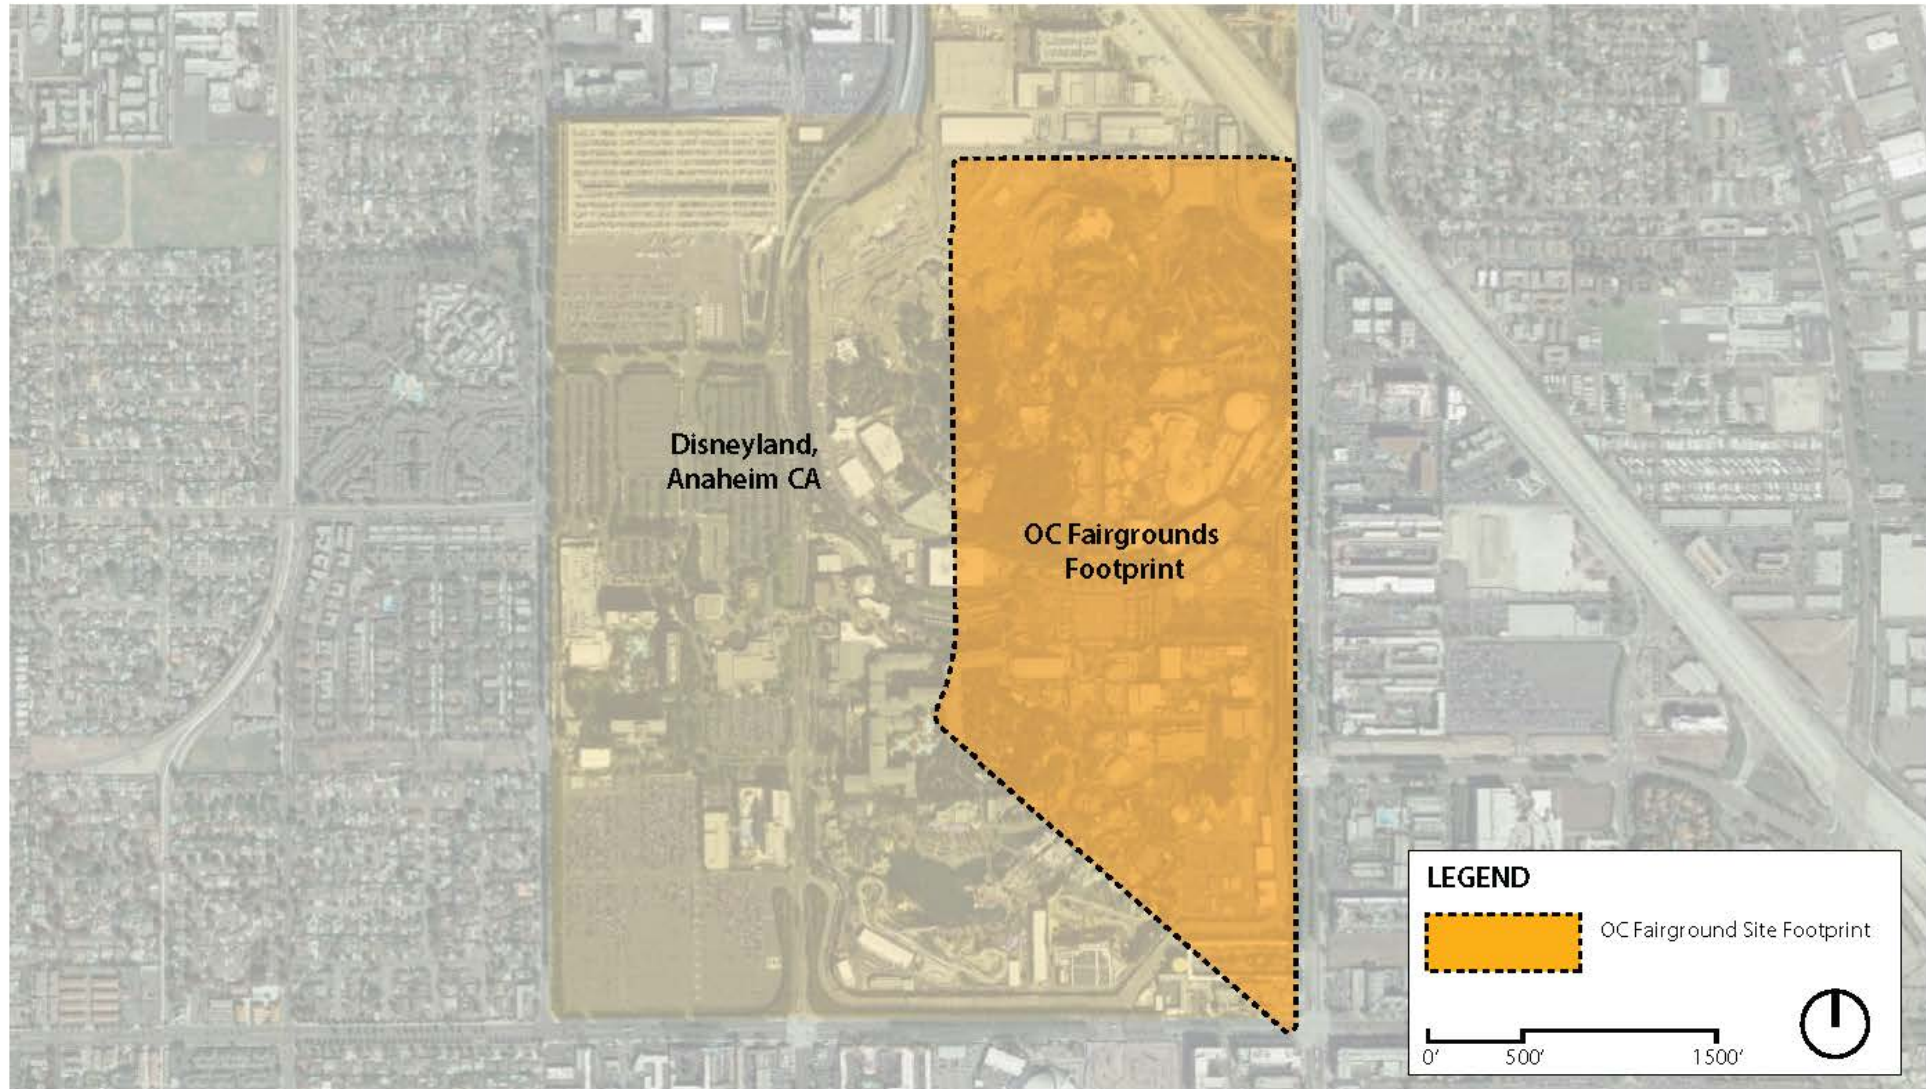 Disneyland,
Anaheim CA
OC Fairgrounds
Footprint
LEGEND
OC Fairground Site Footprint
0' 500' 1500'